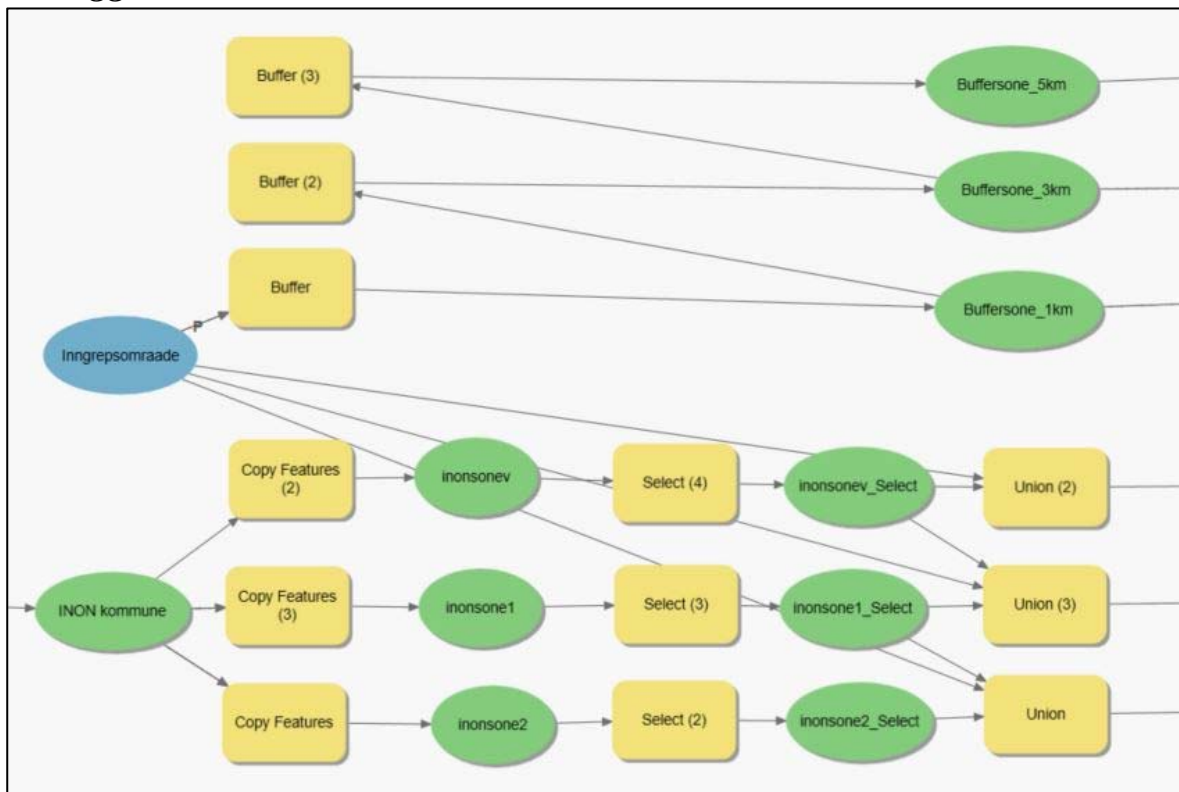 gg
Buffer (3)
Buffersone_5km
Buffer (2)
Buffersone_3km
Buffer
Buffersone_1km
P
Inngrepsomraade
Copy Features
(2)
inonsonev
Select (4)
inonsonev_Select
Union (2)
INON kommune
Copy Features
(3)
inonsone1
Select (3)
inonsone1_Select
Union (3)
Copy Features
inonsone2
Select (2)
inonsone2_Select
Union